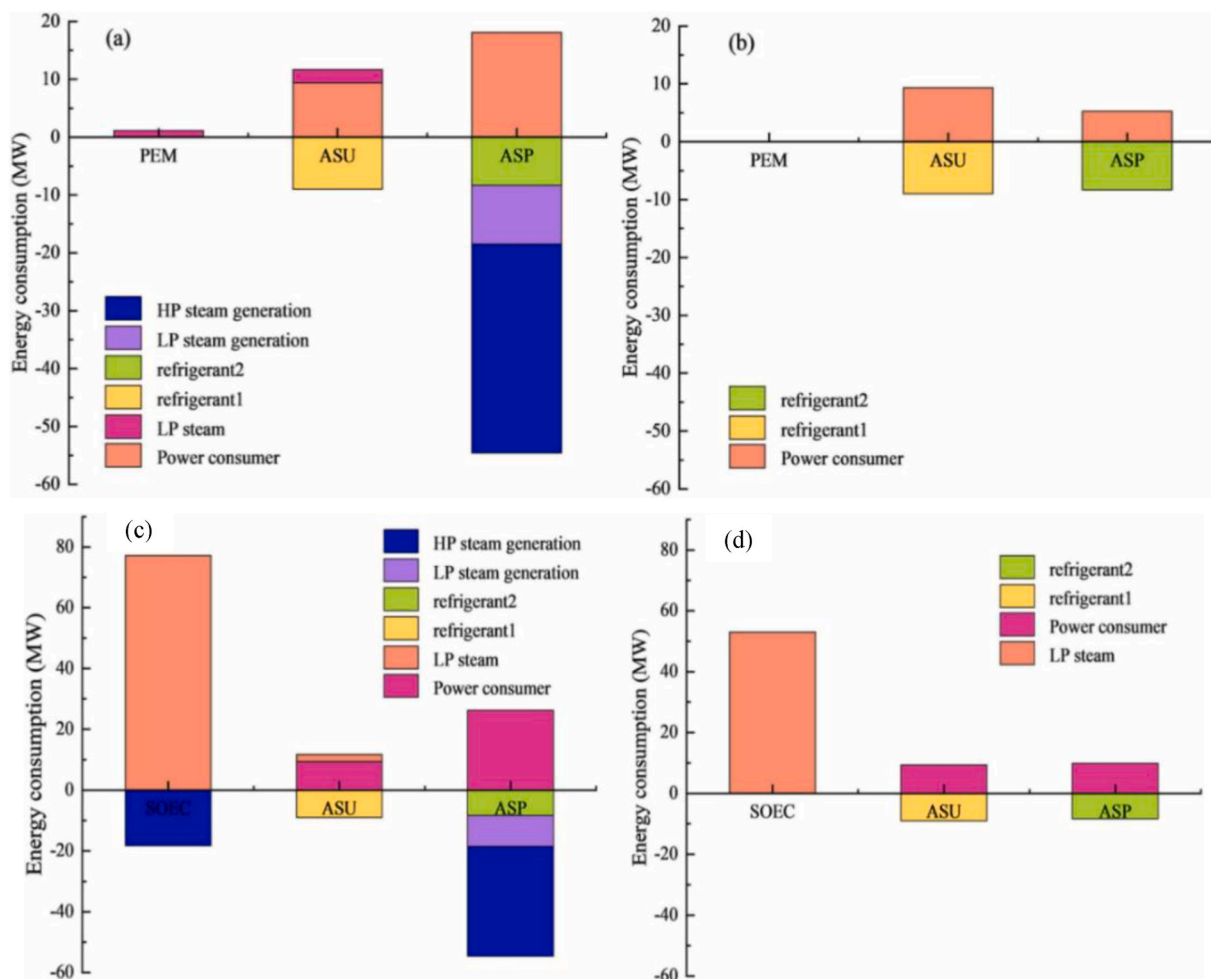 (a)
Energy consumption (MW)
20
10
0
-10
-20
-30
-40
-50
-60
PEM
ASU
ASP
HP steam generation
LP steam generation
refrigerant2
refrigerant1
LP steam
Power consumer
(b)
Energy consumption (MW)
20
10
0
-10
-20
-30
-40
-50
-60
PEM
ASU
ASP
refrigerant2
refrigerant1
Power consumer
(c)
Energy consumption (MW)
80
60
40
20
0
-20
-40
-60
SOEC
ASU
ASP
HP steam generation
LP steam generation
refrigerant2
refrigerant1
LP steam
Power consumer
(d)
Energy consumption (MW)
80
60
40
20
0
-20
-40
-60
SOEC
ASU
ASP
refrigerant2
refrigerant1
Power consumer
LP steam